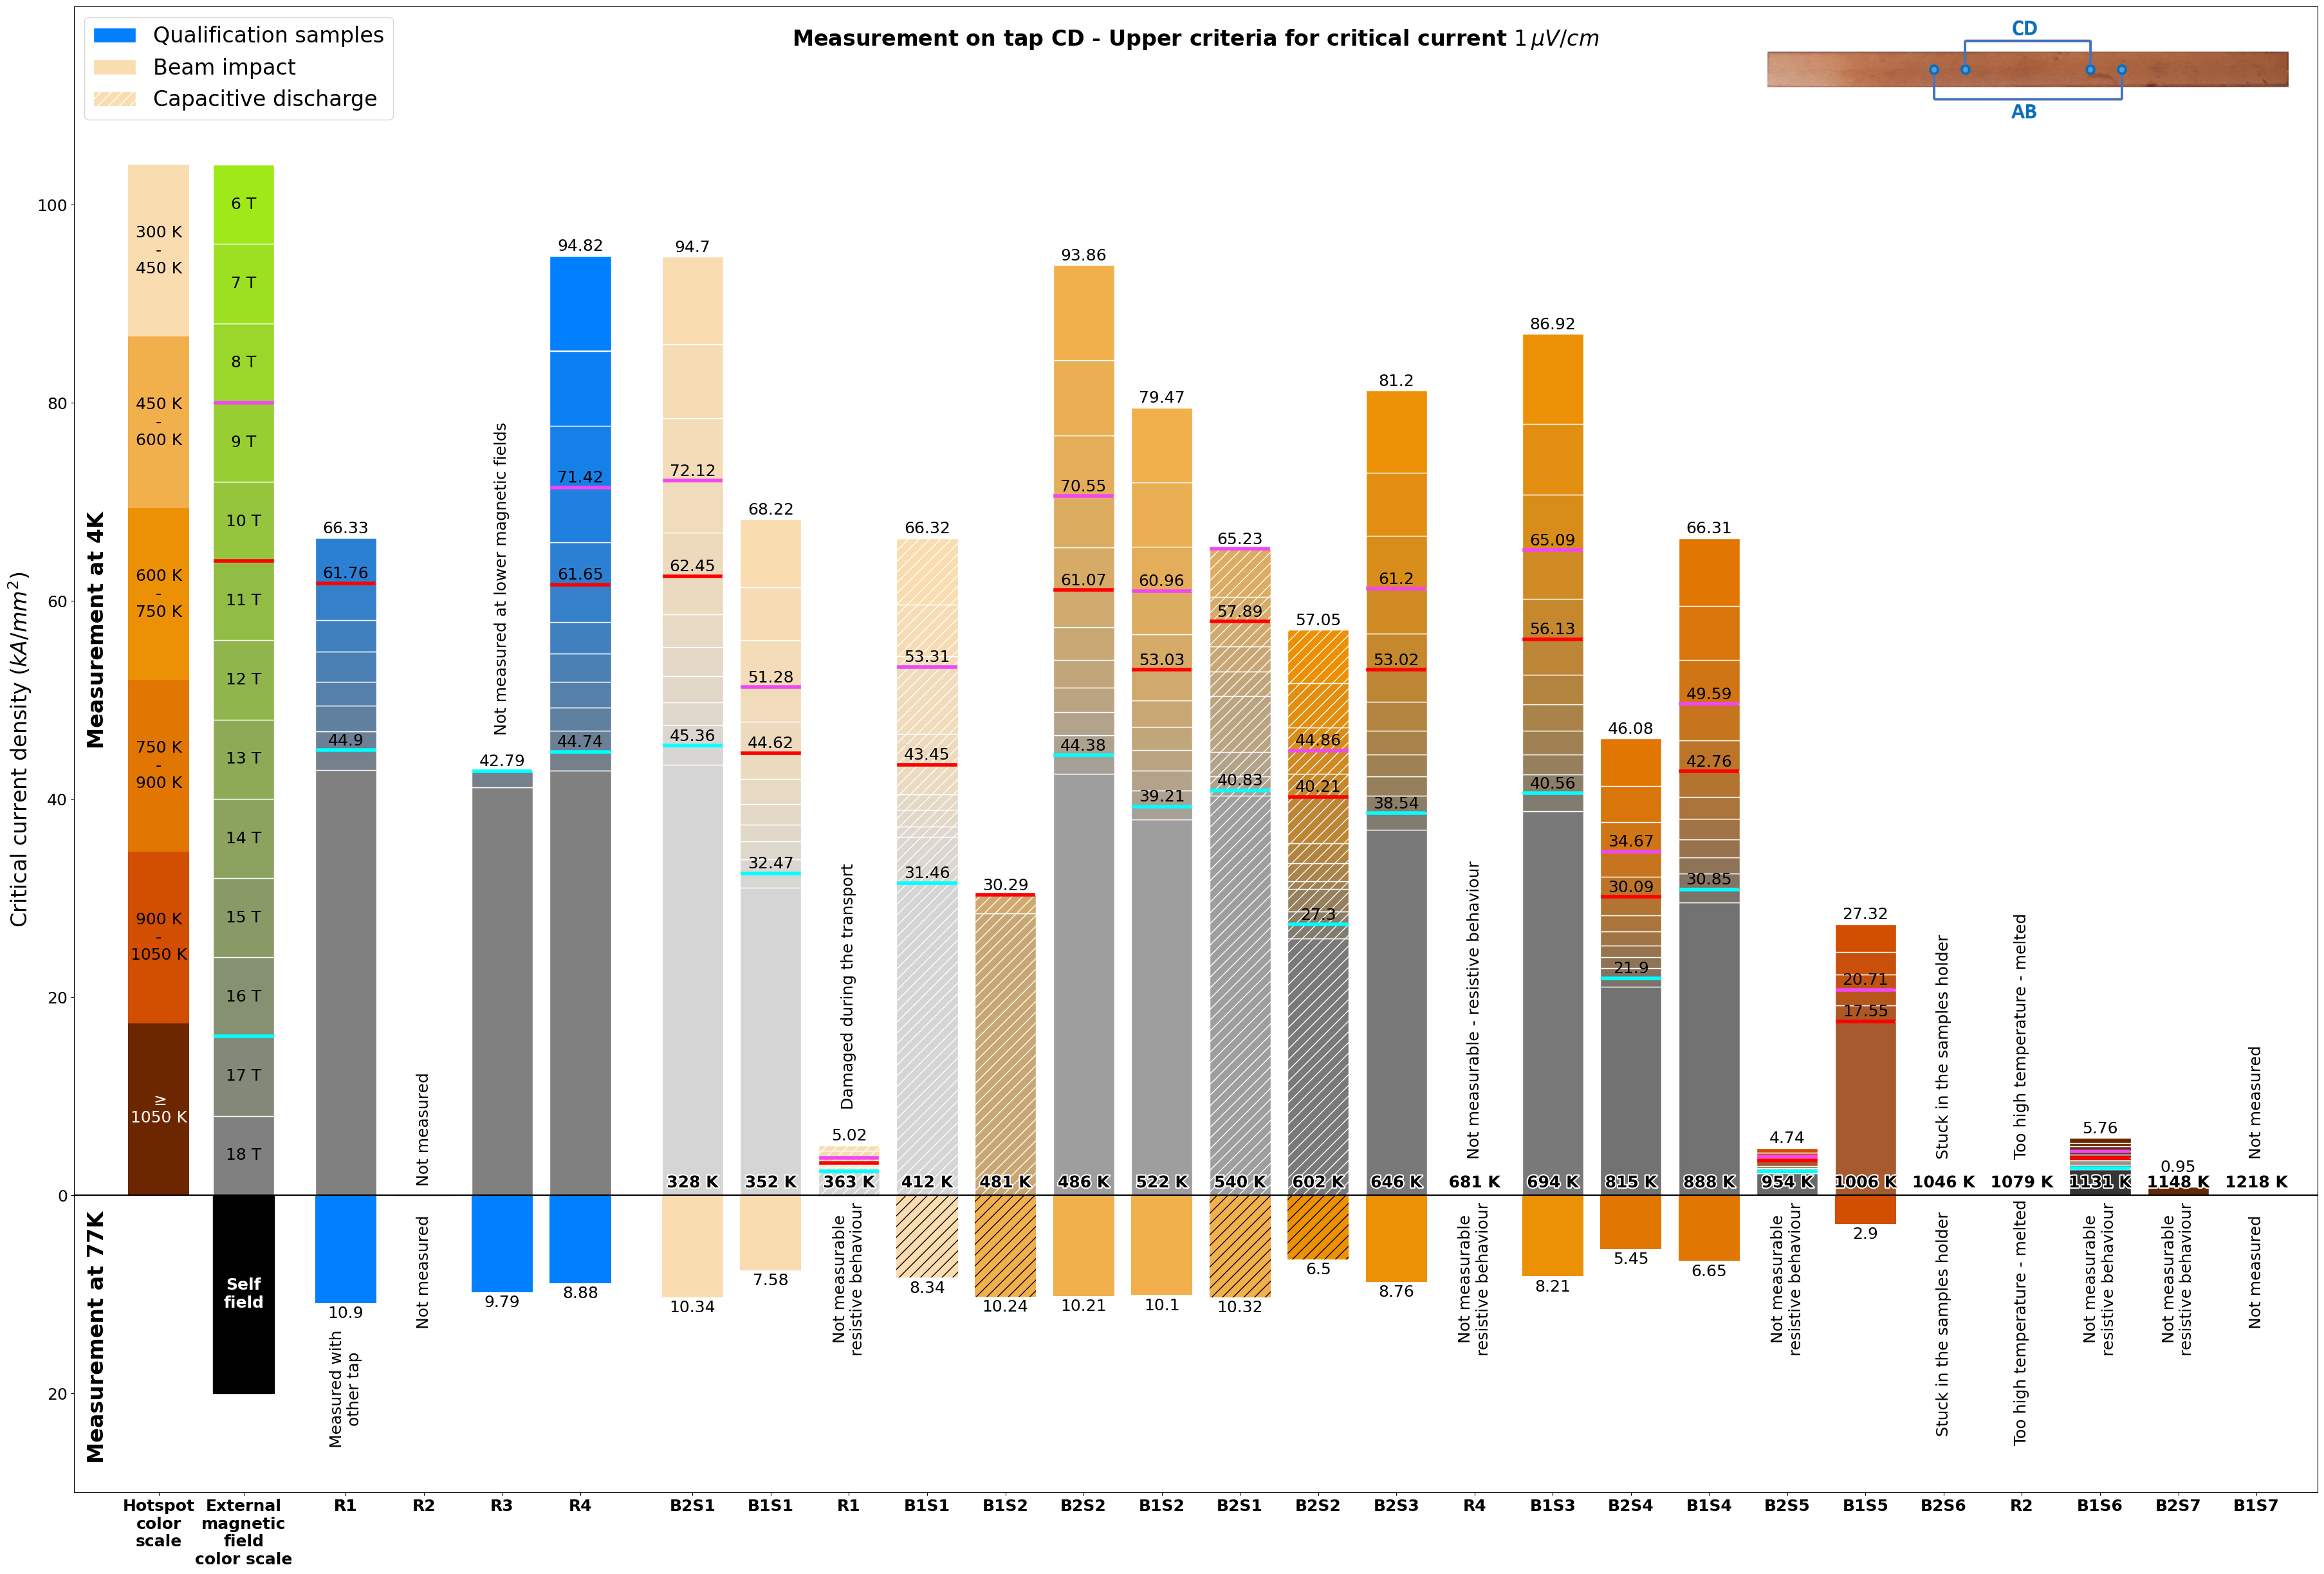 Measurement on tap CD - Upper criteria for critical current 1 μV/cm
Qualification samples
Beam impact
Capacitive discharge
CD
AB
Critical current density (kA/mm²)
100
80
60
40
20
0
20
Measurement at 4K
Measurement at 77K
300 K
-
450 K
450 K
-
600 K
600 K
-
750 K
750 K
-
900 K
900 K
-
1050 K
≥
1050 K
6 T
7 T
8 T
9 T
10 T
11 T
12 T
13 T
14 T
15 T
16 T
17 T
18 T
Self
field
66.33
61.76
44.9
10.9
Measured with
other tap
Not measured
Not measured
Not measured at lower magnetic fields
42.79
9.79
94.82
71.42
61.65
44.74
8.88
94.7
72.12
62.45
45.36
328 K
10.34
68.22
51.28
44.62
32.47
352 K
7.58
Damaged during the transport
5.02
363 K
Not measurable
resistive behaviour
66.32
53.31
43.45
31.46
412 K
8.34
30.29
481 K
10.24
93.86
70.55
61.07
44.38
486 K
10.21
79.47
60.96
53.03
39.21
522 K
10.1
65.23
57.89
40.83
540 K
10.32
57.05
44.86
40.21
27.3
602 K
6.5
81.2
61.2
53.02
38.54
646 K
8.76
Not measurable - resistive behaviour
681 K
Not measurable
resistive behaviour
86.92
65.09
56.13
40.56
694 K
8.21
46.08
34.67
30.09
21.9
815 K
5.45
66.31
49.59
42.76
30.85
888 K
6.65
4.74
954 K
Not measurable
resistive behaviour
27.32
20.71
17.55
1006 K
2.9
Stuck in the samples holder
1046 K
Stuck in the samples holder
Too high temperature - melted
1079 K
Too high temperature - melted
5.76
1131 K
Not measurable
resistive behaviour
0.95
1148 K
Not measurable
resistive behaviour
Not measured
1218 K
Not measured
Hotspot
color
scale
External
magnetic
field
color scale
R1
R2
R3
R4
B2S1
B1S1
R1
B1S1
B1S2
B2S2
B1S2
B2S1
B2S2
B2S3
R4
B1S3
B2S4
B1S4
B2S5
B1S5
B2S6
R2
B1S6
B2S7
B1S7